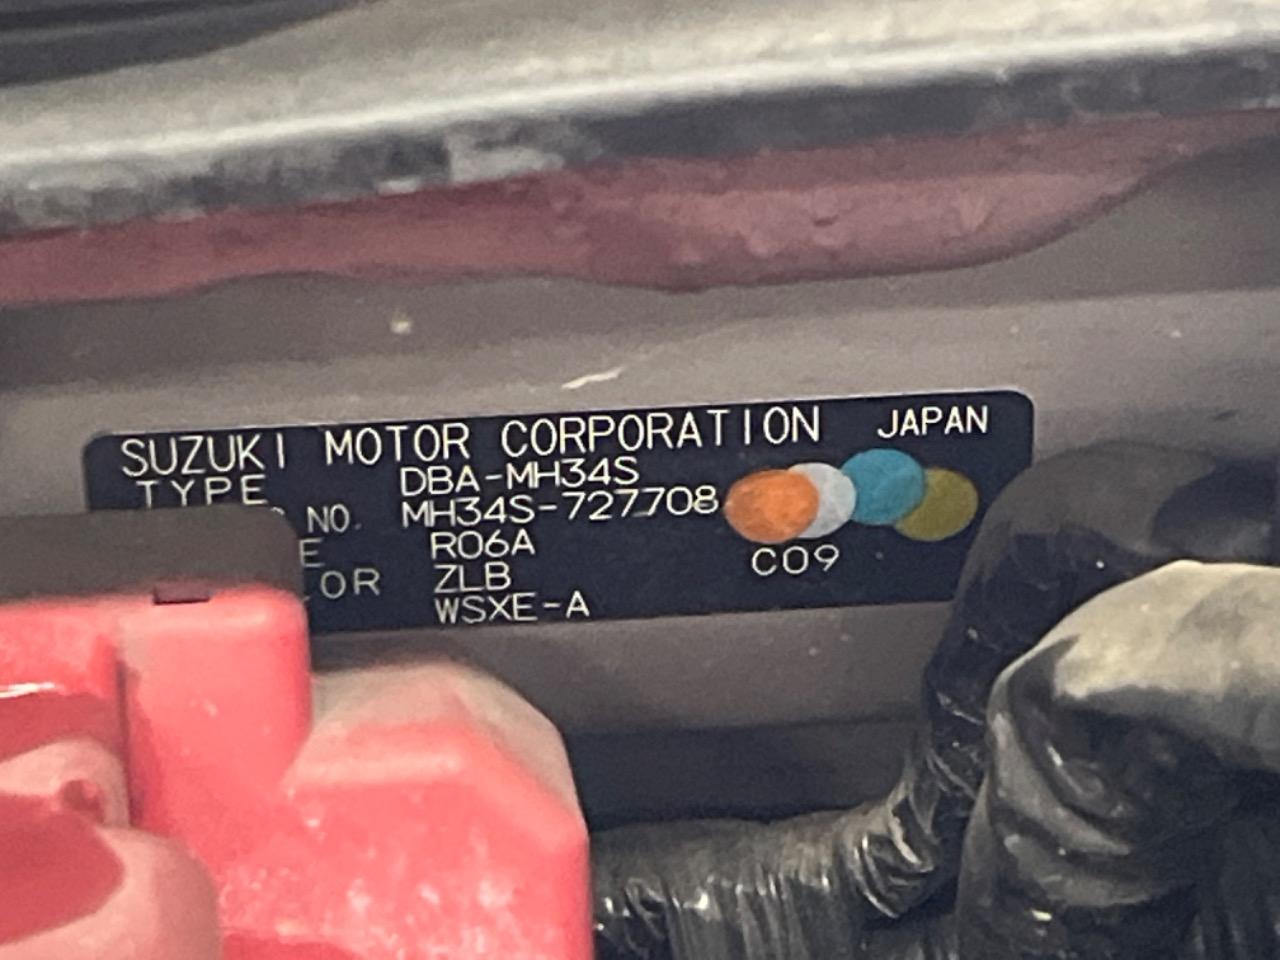 SUZUKI MOTOR CORPORATION JAPAN
TYPE DBA-MH34S
NO. MH34S-727708
E R06A
OR ZLB
WSXE-A
C09